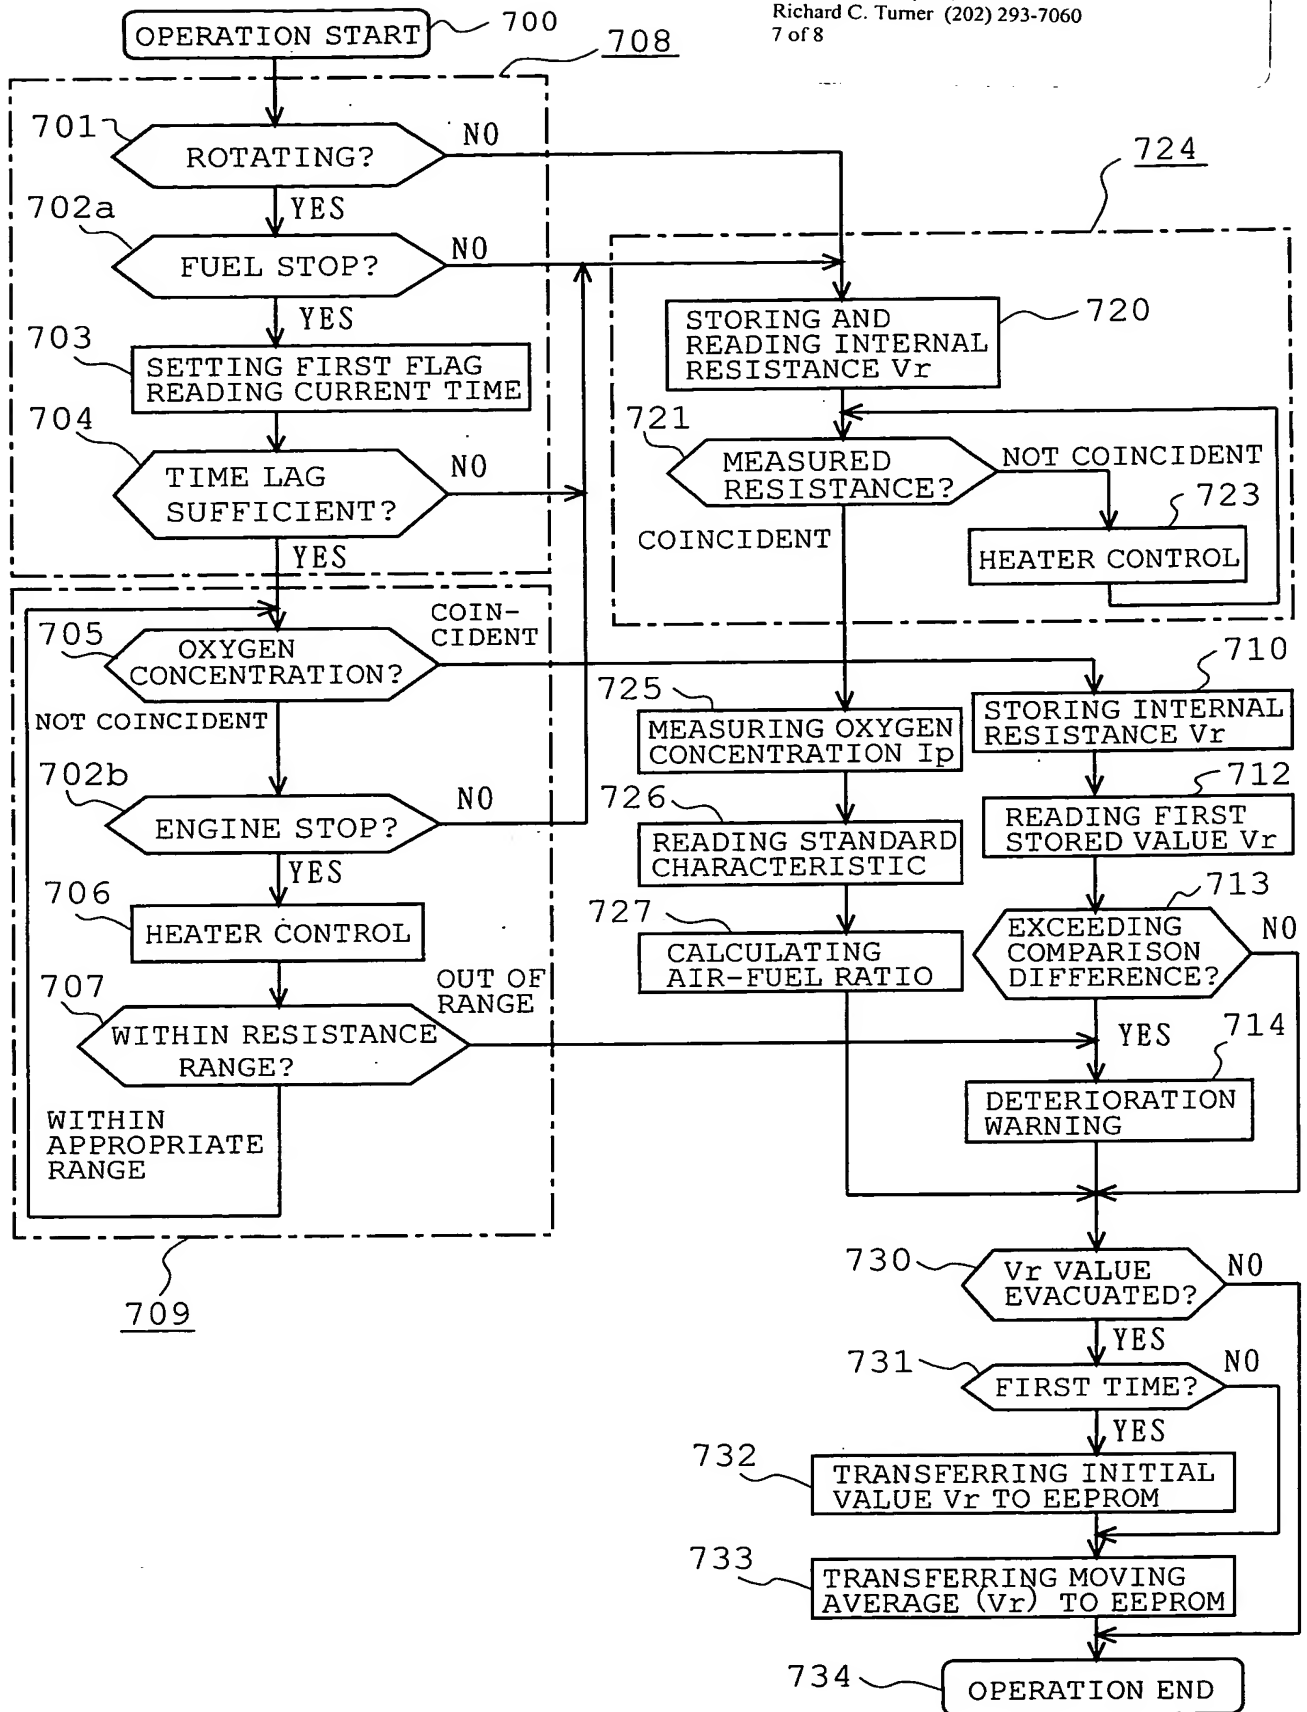 Richard C. Turner (202) 293-7060
7 of 8
OPERATION START
700
708
701
ROTATING?
NO
YES
724
702a
FUEL STOP?
NO
YES
703
SETTING FIRST FLAG
READING CURRENT TIME
704
TIME LAG
SUFFICIENT?
NO
YES
STORING AND
READING INTERNAL
RESISTANCE Vr
720
721
MEASURED
RESISTANCE?
NOT COINCIDENT
723
COINCIDENT
HEATER CONTROL
705
OXYGEN
CONCENTRATION?
COIN-
CIDENT
NOT COINCIDENT
702b
ENGINE STOP?
NO
YES
706
HEATER CONTROL
707
WITHIN RESISTANCE
RANGE?
OUT OF
RANGE
WITHIN
APPROPRIATE
RANGE
709
725
MEASURING OXYGEN
CONCENTRATION Ip
726
READING STANDARD
CHARACTERISTIC
727
CALCULATING
AIR-FUEL RATIO
710
STORING INTERNAL
RESISTANCE Vr
712
READING FIRST
STORED VALUE Vr
713
EXCEEDING
COMPARISON
DIFFERENCE?
NO
YES
714
DETERIORATION
WARNING
730
Vr VALUE
EVACUATED?
NO
YES
731
FIRST TIME?
NO
YES
732
TRANSFERRING INITIAL
VALUE Vr TO EEPROM
733
TRANSFERRING MOVING
AVERAGE (Vr) TO EEPROM
734
OPERATION END